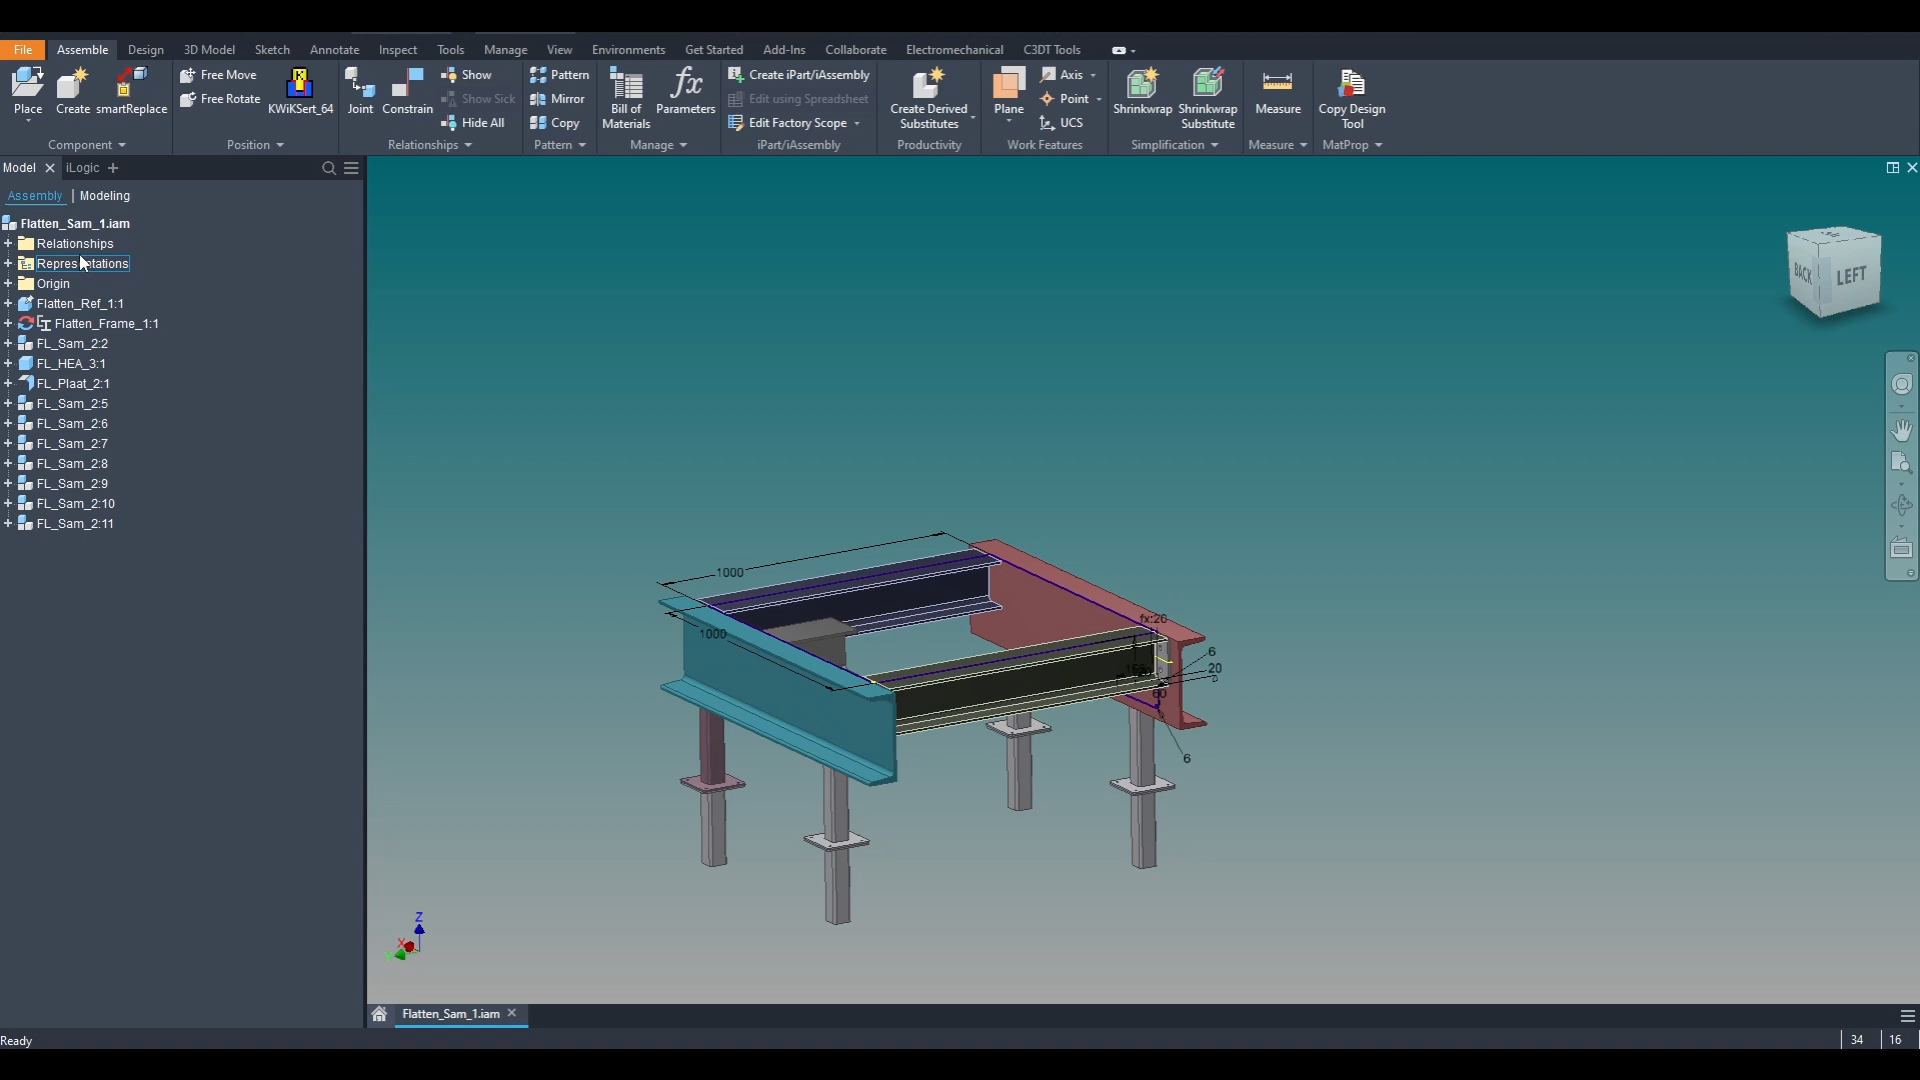 File Assemble Design 3D Model Sketch Annotate Inspect Tools Manage View Environments Get Started Add-Ins Collaborate Electromechanical C3DT Tools
Place Create smartReplace
Component
Free Move
Free Rotate
KWiKSert_64
Position
Joint Constrain
Show
Show Sick
Hide All
Relationships
Pattern
Mirror
Copy
Pattern
Bill of
Materials
fx
Parameters
Manage
Create iPart/iAssembly
Edit using Spreadsheet
Edit Factory Scope
iPart/iAssembly
Create Derived
Substitutes
Productivity
Plane
Axis
Point
UCS
Work Features
Shrinkwrap
Shrinkwrap
Substitute
Simplification
Measure
Measure
Copy Design
Tool
MatProp
Model iLogic
Assembly | Modeling
Flatten_Sam_1.iam
Relationships
Representations
Origin
Flatten_Ref_1:1
Flatten_Frame_1:1
FL_Sam_2:2
FL_HEA_3:1
FL_Plaat_2:1
FL_Sam_2:5
FL_Sam_2:6
FL_Sam_2:7
FL_Sam_2:8
FL_Sam_2:9
FL_Sam_2:10
FL_Sam_2:11
BACK LEFT
1000
1000
fx:20
6
20
60
6
Z
X
Flatten_Sam_1.iam
Ready
34 16